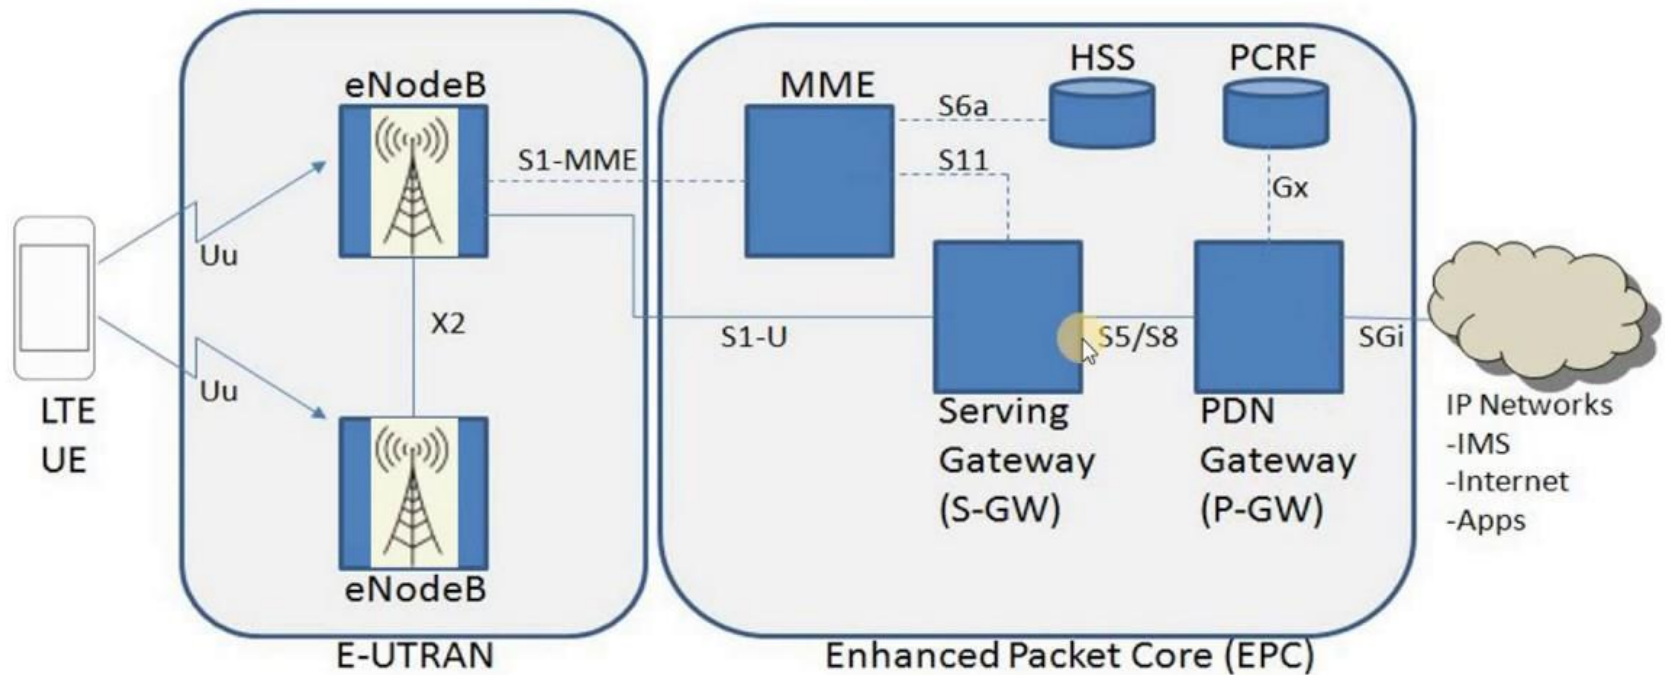 eNodeB
MME
HSS
PCRF
S6a
S1-MME
S11
Gx
Uu
X2
S1-U
S5/S8
SGi
Uu
LTE
UE
Serving
Gateway
(S-GW)
PDN
Gateway
(P-GW)
IP Networks
-IMS
-Internet
-Apps
eNodeB
E-UTRAN
Enhanced Packet Core (EPC)